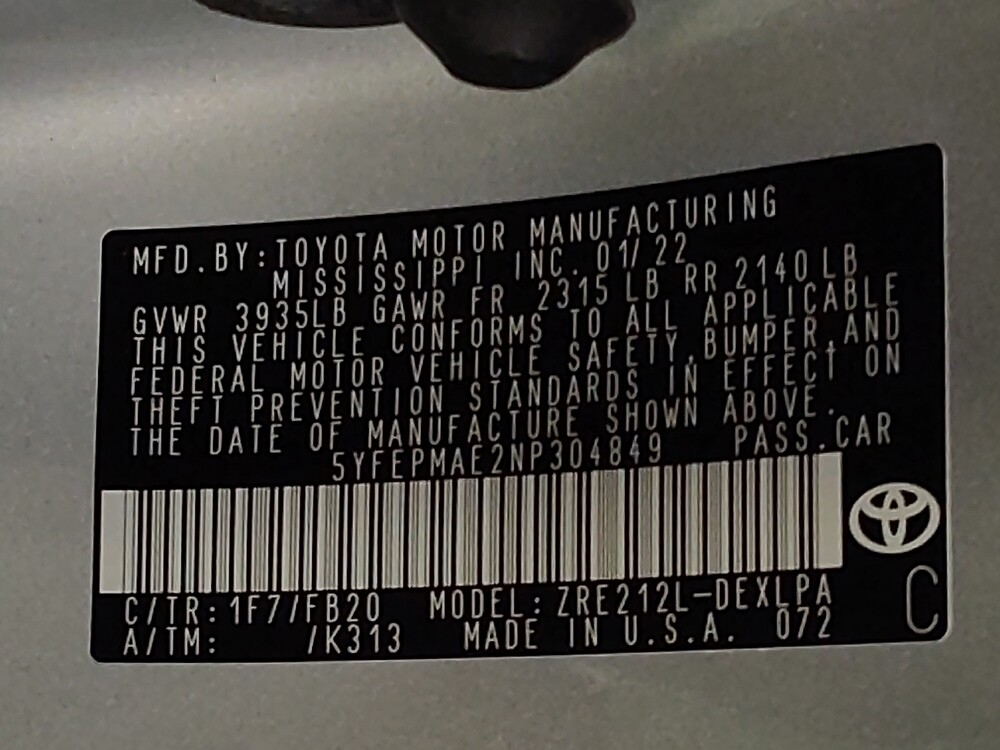 MFD.BY:TOYOTA MOTOR MANUFACTURING
MISSISSIPPI INC. 01/22
GVWR 3935LB GAWR FR 2315 LB RR 2140 LB
THIS VEHICLE CONFORMS TO ALL APPLICABLE
FEDERAL MOTOR VEHICLE SAFETY,BUMPER,AND
THEFT PREVENTION STANDARDS IN EFFECT ON
THE DATE OF MANUFACTURE SHOWN ABOVE.
5YFEPMAE2NP304849 PASS.CAR
C/TR:1F7/FB20 MODEL:ZRE212L-DEXLPA
A/TM: /K313 MADE IN U.S.A. 072
C